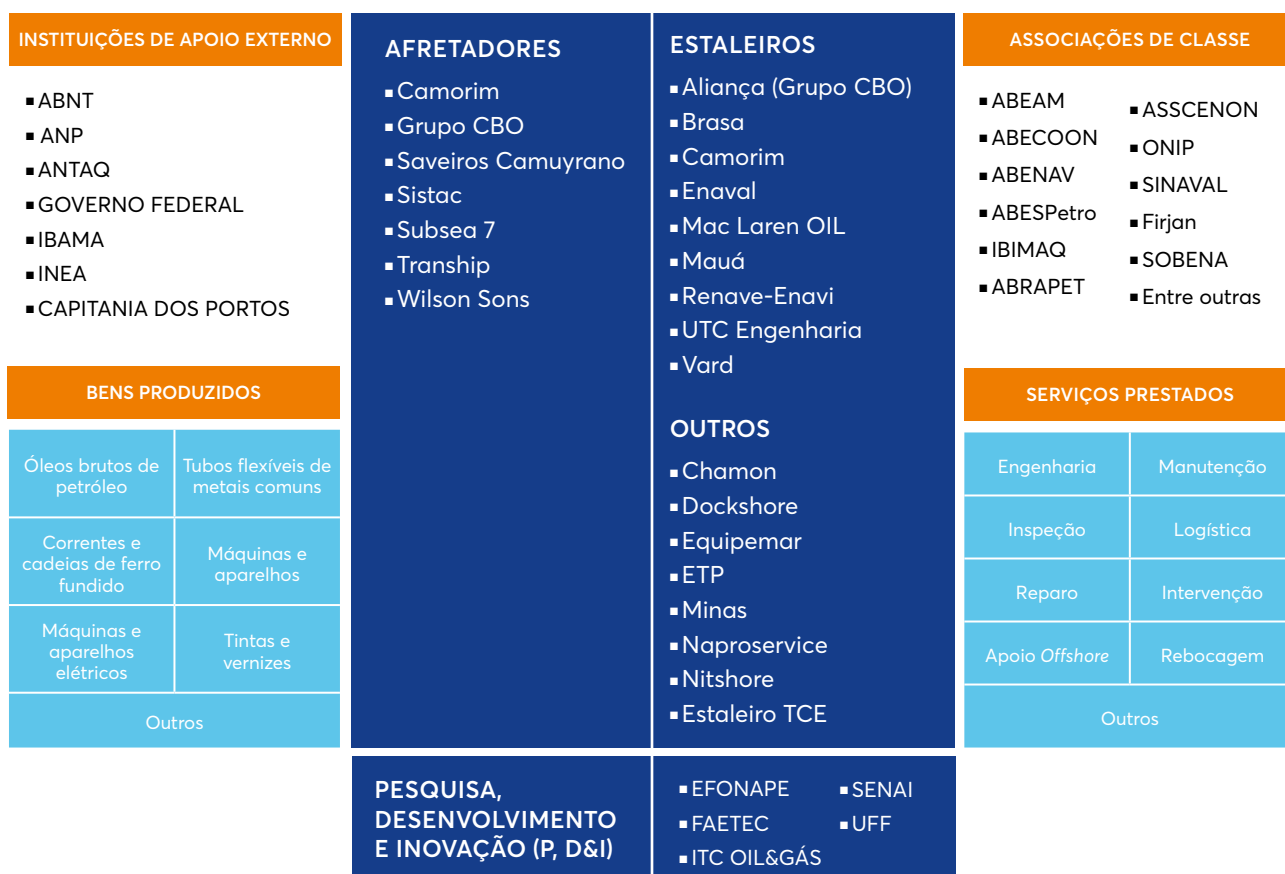 INSTITUIÇÕES DE APOIO EXTERNO
▪ ABNT
▪ ANP
▪ ANTAQ
▪ GOVERNO FEDERAL
▪ IBAMA
▪ INEA
▪ CAPITANIA DOS PORTOS
BENS PRODUZIDOS
Óleos brutos de
petróleo
Tubos flexíveis de
metais comuns
Correntes e
cadeias de ferro
fundido
Máquinas e
aparelhos
Máquinas e
aparelhos
elétricos
Tintas e
vernizes
Outros
AFRETADORES
▪ Camorim
▪ Grupo CBO
▪ Saveiros Camuyrano
▪ Sistac
▪ Subsea 7
▪ Tranship
▪ Wilson Sons
ESTALEIROS
▪ Aliança (Grupo CBO)
▪ Brasa
▪ Camorim
▪ Enaval
▪ Mac Laren OIL
▪ Mauá
▪ Renave-Enavi
▪ UTC Engenharia
▪ Vard
OUTROS
▪ Chamon
▪ Dockshore
▪ Equipemar
▪ ETP
▪ Minas
▪ Naproservice
▪ Nitshore
▪ Estaleiro TCE
ASSOCIAÇÕES DE CLASSE
▪ ABEAM
▪ ABECOON
▪ ABENAV
▪ ABESPetro
▪ IBIMAQ
▪ ABRAPET
▪ ASSCENON
▪ ONIP
▪ SINAVAL
▪ Firjan
▪ SOBENA
▪ Entre outras
SERVIÇOS PRESTADOS
Engenharia
Manutenção
Inspeção
Logística
Reparo
Intervenção
Apoio Offshore
Rebocagem
Outros
PESQUISA,
DESENVOLVIMENTO
E INOVAÇÃO (P, D&I)
▪ EFONAPE
▪ FAETEC
▪ ITC OIL&GÁS
▪ SENAI
▪ UFF